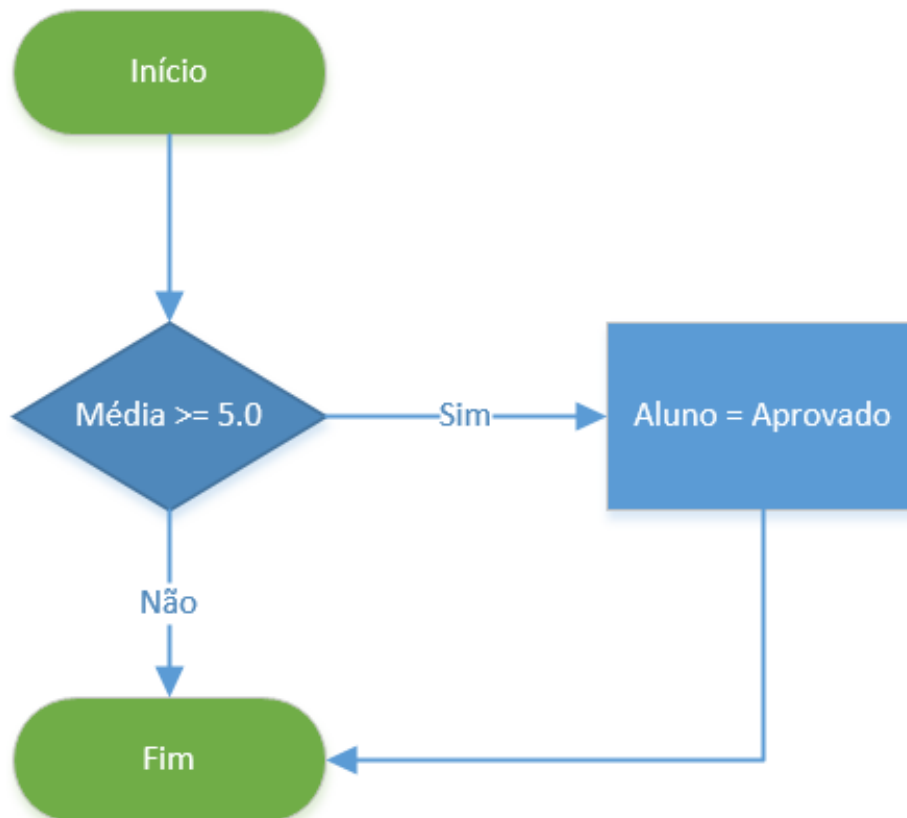 Início
Média >= 5.0
Sim
Aluno = Aprovado
Não
Fim